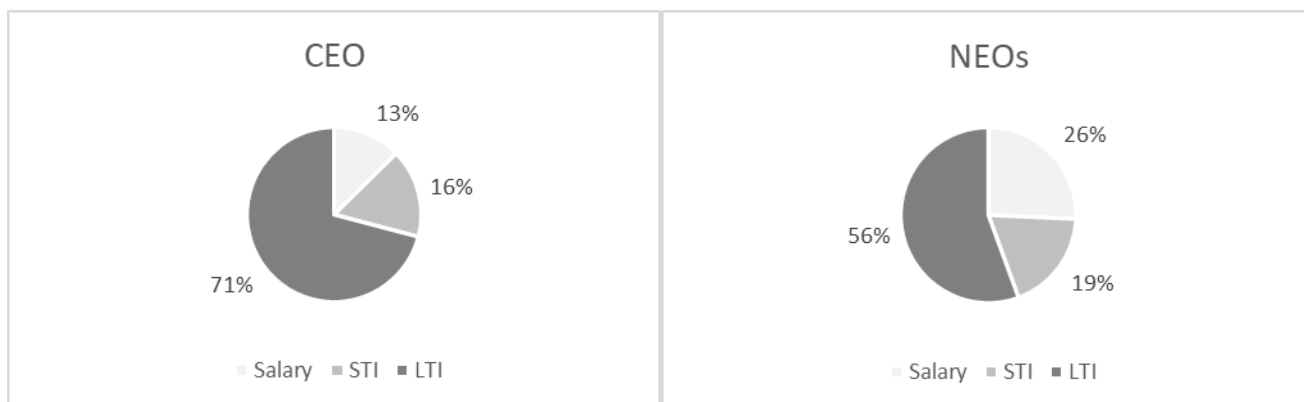 CEO
13%
16%
71%
Salary STI LTI
NEOs
26%
56%
19%
Salary STI LTI